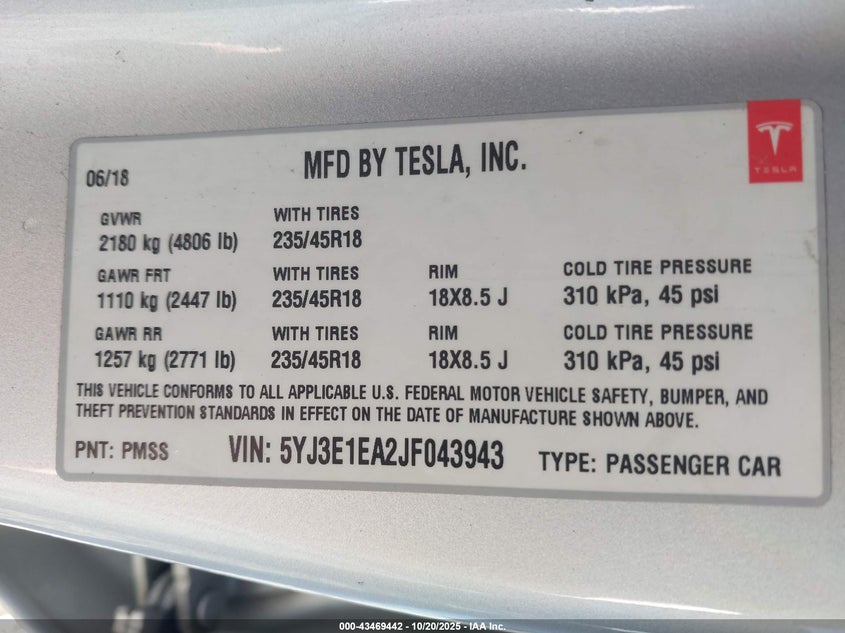 TESLA
06/18
MFD BY TESLA, INC.
GVWR WITH TIRES
2180 kg (4806 lb) 235/45R18
GAWR FRT WITH TIRES RIM COLD TIRE PRESSURE
1110 kg (2447 lb) 235/45R18 18X8.5 J 310 kPa, 45 psi
GAWR RR WITH TIRES RIM COLD TIRE PRESSURE
1257 kg (2771 lb) 235/45R18 18X8.5 J 310 kPa, 45 psi
THIS VEHICLE CONFORMS TO ALL APPLICABLE U.S. FEDERAL MOTOR VEHICLE SAFETY, BUMPER, AND
THEFT PREVENTION STANDARDS IN EFFECT ON THE DATE OF MANUFACTURE SHOWN ABOVE.
PNT: PMSS VIN: 5YJ3E1EA2JF043943 TYPE: PASSENGER CAR
000-43469442 - 10/20/2025 - IAA Inc.